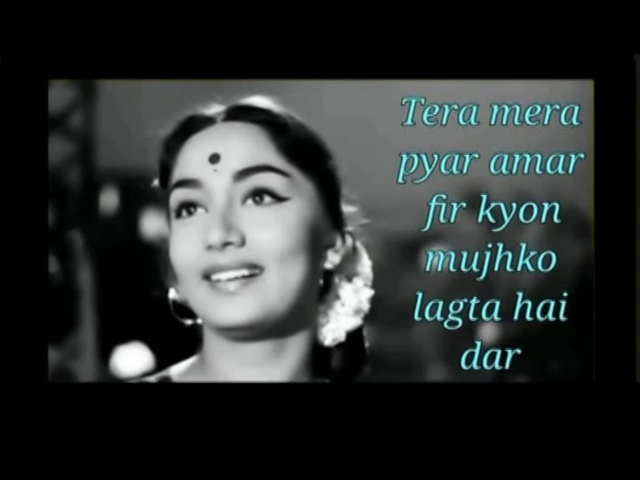 Tera mera
pyar amar
fir kyon
mujhko
lagta hai
dar